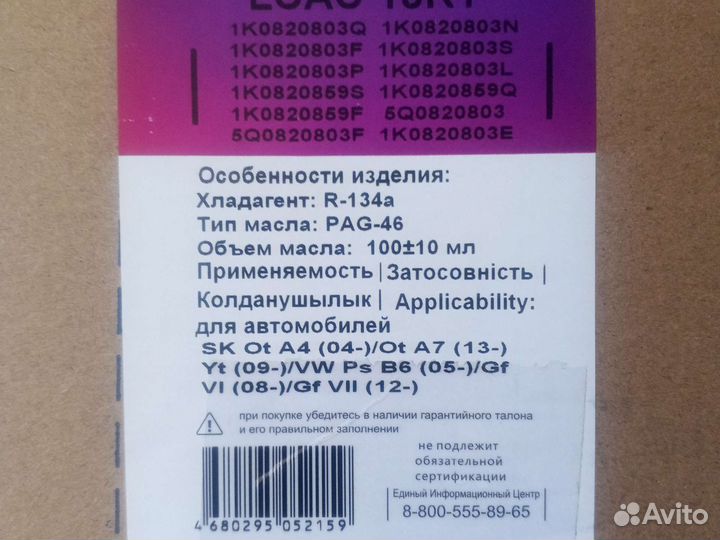 1K0820803Q 1K0820803N
1K0820803F 1K0820803S
1K0820803P 1K0820803L
1K0820859S 1K0820859Q
1K0820859F 5Q0820803
5Q0820803F 1K0820803E
Особенности изделия:
Хладагент: R-134a
Тип масла: PAG-46
Объем масла: 100±10 мл
Применяемость | Затосовність |
Колданушылык | Applicability:
для автомобилей
SK Ot A4 (04-)/Ot A7 (13-)
Yt (09-)/VW Ps B6 (05-)/Gf
VI (08-)/Gf VII (12-)
при покупке убедитесь в наличии гарантийного талона
и его правильном заполнении
не подлежит
обязательной
сертификации
Единый Информационный Центр
8-800-555-89-65
4 680295 052159
Avito